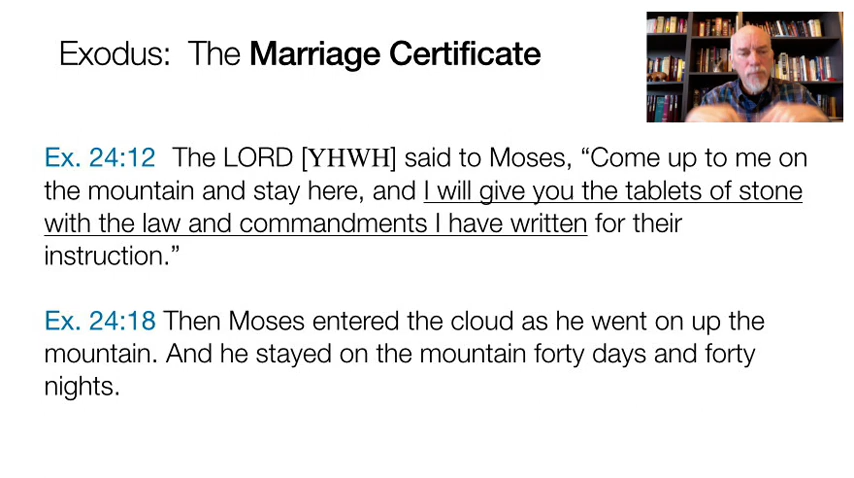 Exodus:  The Marriage Certificate
Ex. 24:12  The LORD [YHWH] said to Moses, “Come up to me on
the mountain and stay here, and I will give you the tablets of stone
with the law and commandments I have written for their
instruction.”
Ex. 24:18 Then Moses entered the cloud as he went on up the
mountain. And he stayed on the mountain forty days and forty
nights.